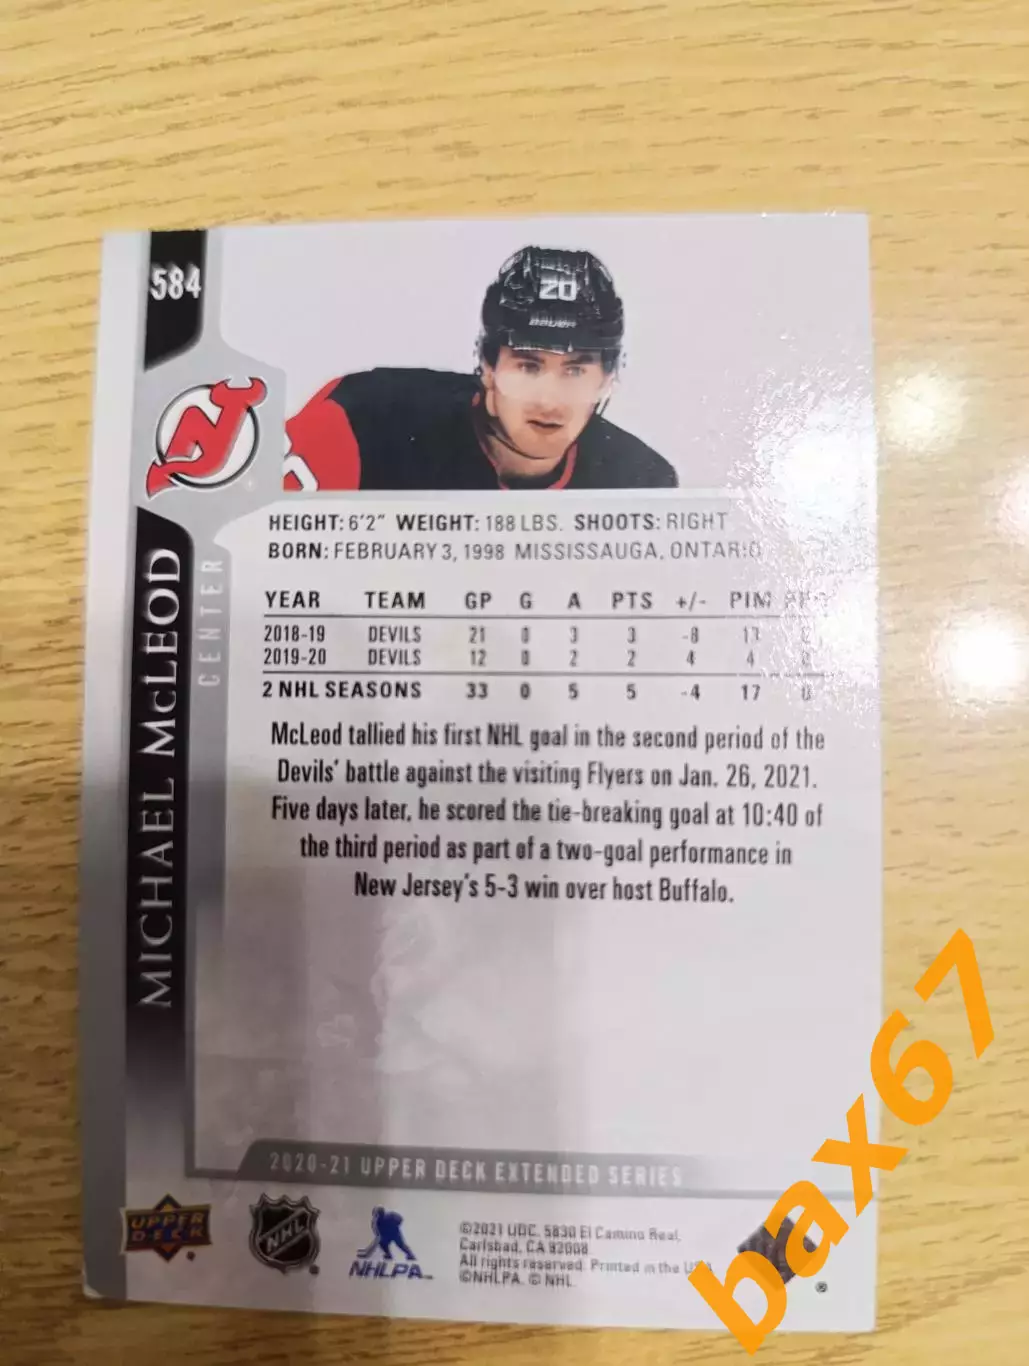 584
20
BAUER
MICHAEL McLEOD
CENTER
HEIGHT: 6'2" WEIGHT: 188 LBS. SHOOTS: RIGHT
BORN: FEBRUARY 3, 1998 MISSISSAUGA, ONTARIO
YEAR TEAM GP G A PTS +/- PIM
2018-19 DEVILS 21 0 3 3 -8 13
2019-20 DEVILS 12 0 2 2 4 4 0
2 NHL SEASONS 33 0 5 5 -4 17 0
McLeod tallied his first NHL goal in the second period of the
Devils' battle against the visiting Flyers on Jan. 26, 2021.
Five days later, he scored the tie-breaking goal at 10:40 of
the third period as part of a two-goal performance in
New Jersey's 5-3 win over host Buffalo.
2020-21 UPPER DECK EXTENDED SERIES
UPPER DECK
NHL
NHLPA
©2021 UDC. 5830 El Camino Real,
Carlsbad, CA 92008.
All rights reserved. Printed in the USA.
©NHLPA. © NHL.
bax67